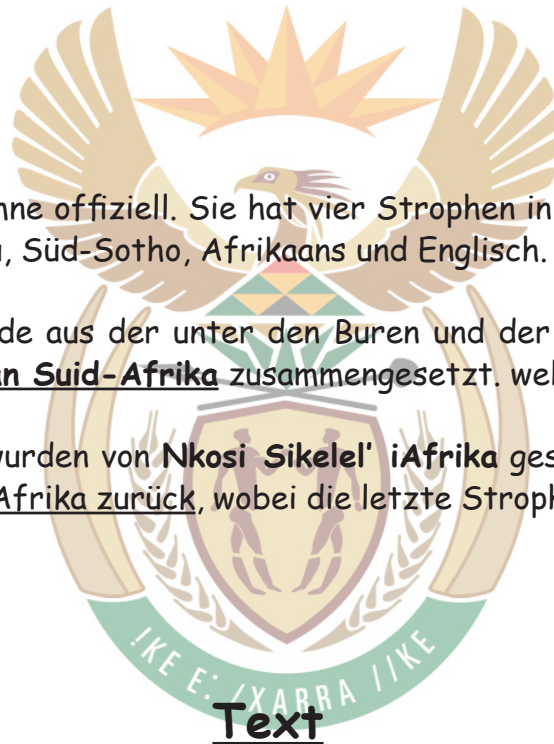 nne offiziell. Sie hat vier Strophen in
, Süd-Sotho, Afrikaans und Englisch.
de aus der unter den Buren und der
n Suid-Afrika zusammengesetzt. wel
wurden von Nkosi Sikelel' iAfrika ges
Afrika zurück, wobei die letzte Stroph
!KE E: /XARRA //KE
Text